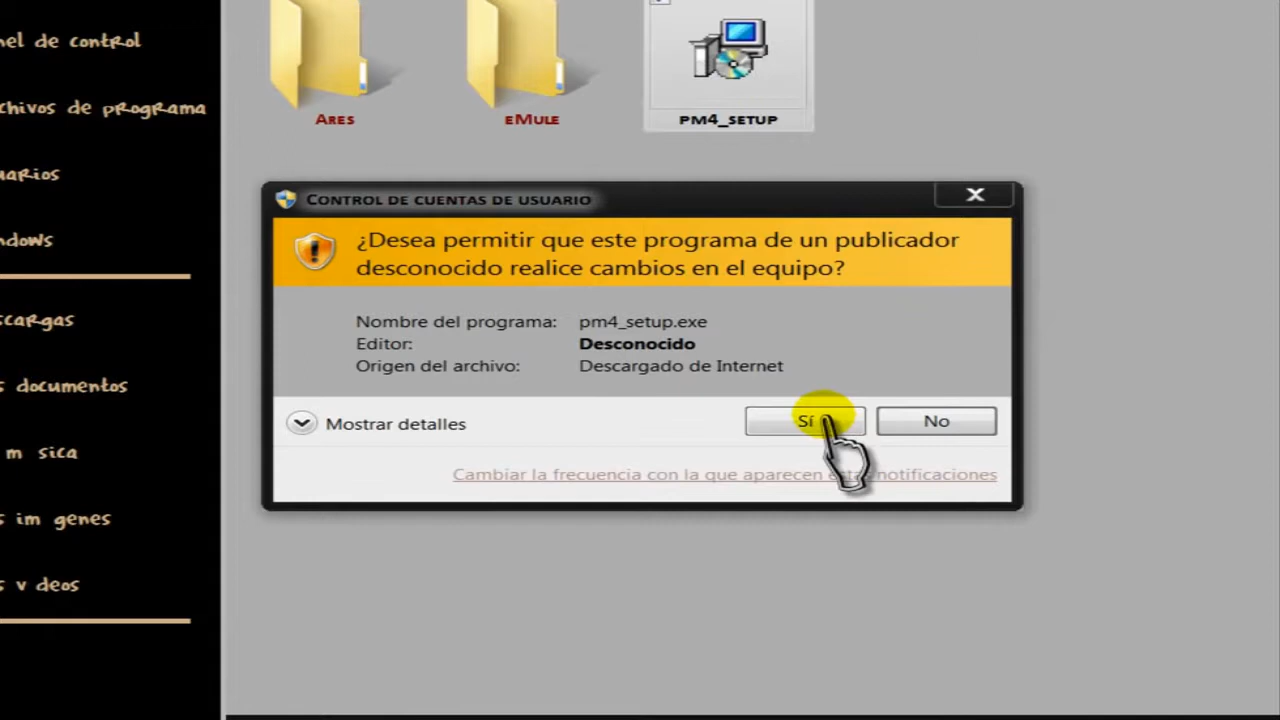 nel de control
chivos de programa
uarios
ndows
scargas
s documentos
m sica
s im genes
s v deos
ARES
eMULE
PM4_SETUP
CONTROL DE CUENTAS DE USUARIO
X
¿Desea permitir que este programa de un publicador
desconocido realice cambios en el equipo?
Nombre del programa: pm4_setup.exe
Editor: Desconocido
Origen del archivo: Descargado de Internet
Mostrar detalles
Sí
No
Cambiar la frecuencia con la que aparecen estas notificaciones